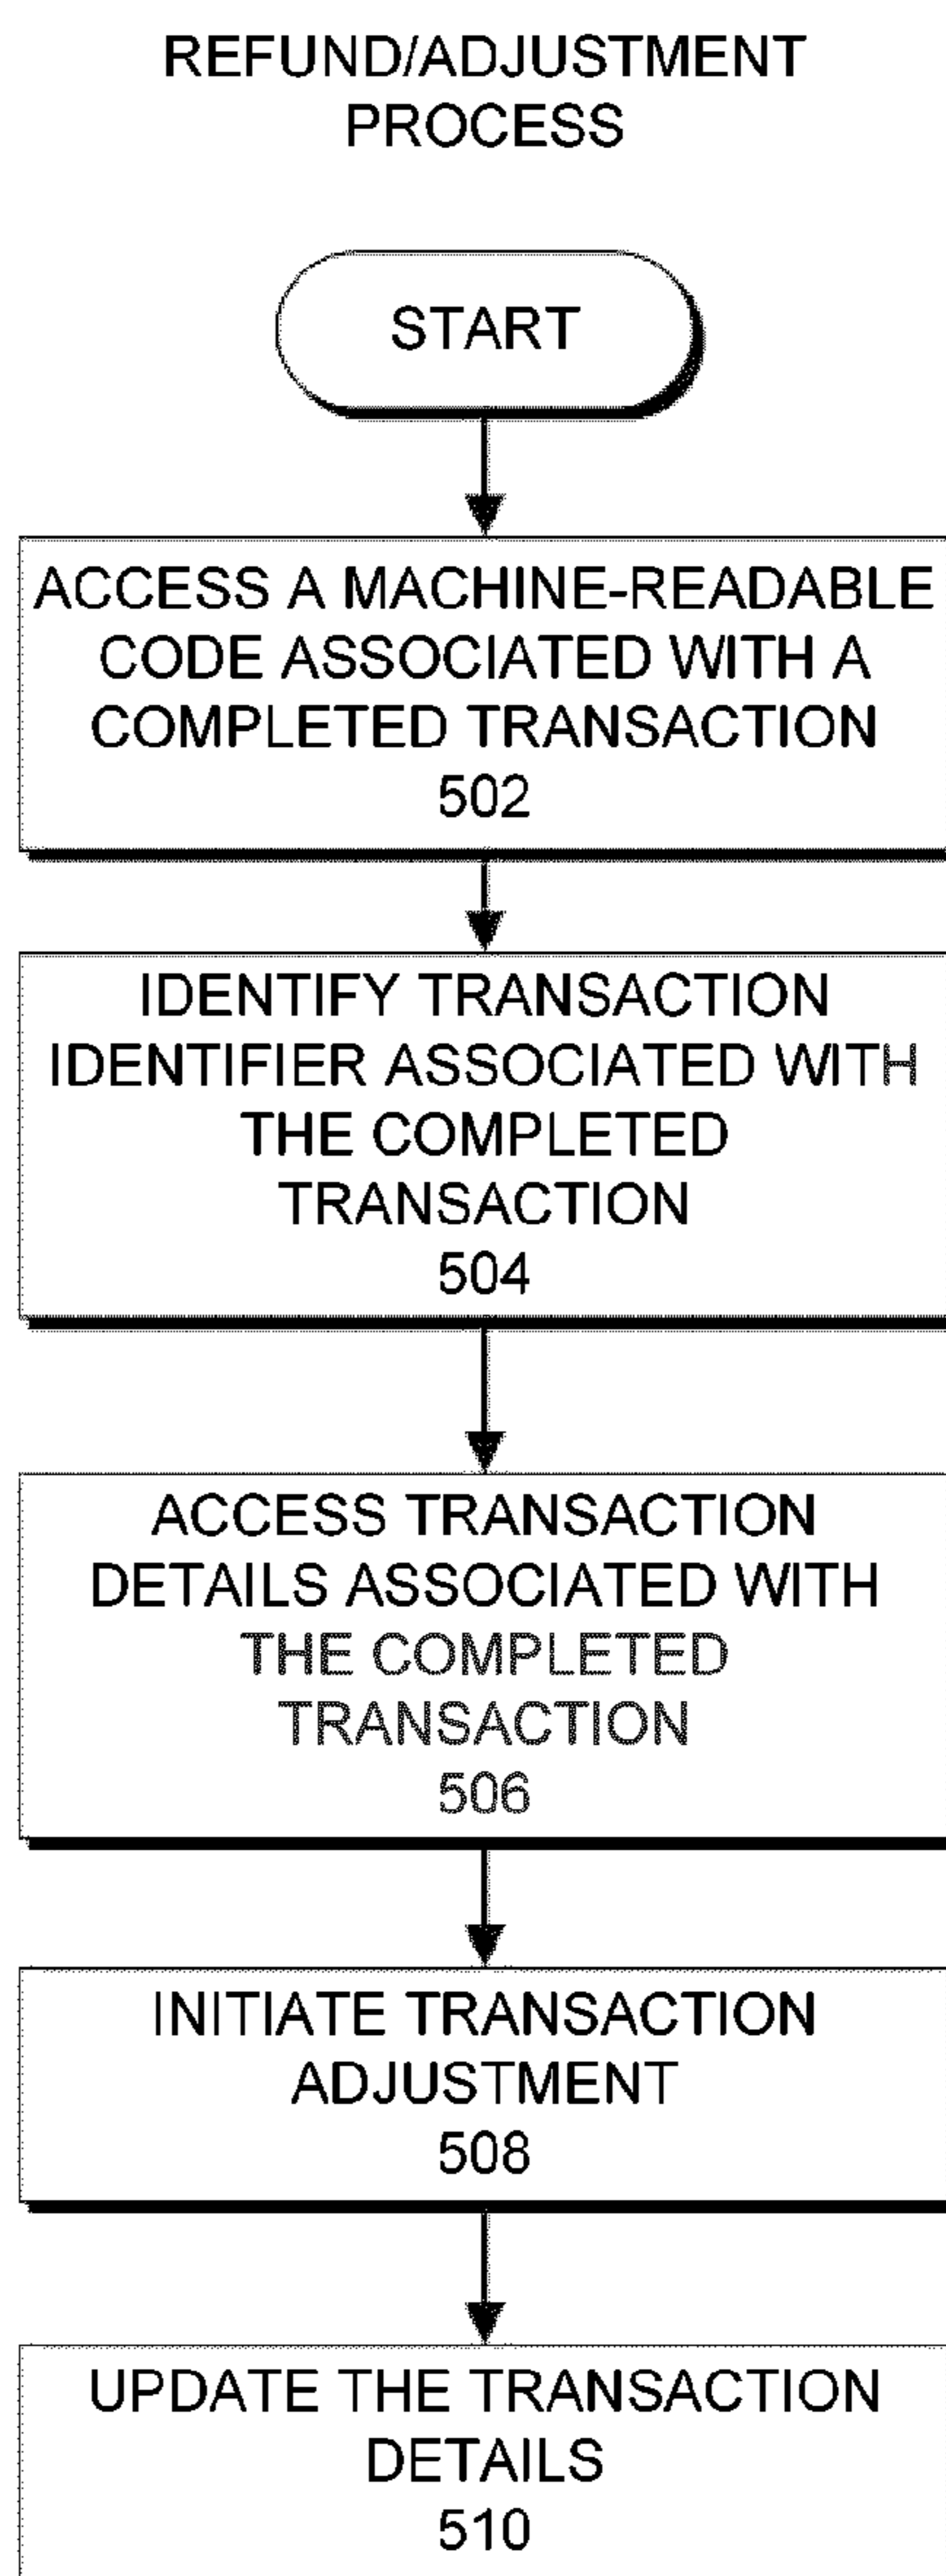 REFUND/ADJUSTMENT
PROCESS
START
ACCESS A MACHINE-READABLE
CODE ASSOCIATED WITH A
COMPLETED TRANSACTION
502
IDENTIFY TRANSACTION
IDENTIFIER ASSOCIATED WITH
THE COMPLETED
TRANSACTION
504
ACCESS TRANSACTION
DETAILS ASSOCIATED WITH
THE COMPLETED
TRANSACTION
506
INITIATE TRANSACTION
ADJUSTMENT
508
UPDATE THE TRANSACTION
DETAILS
510